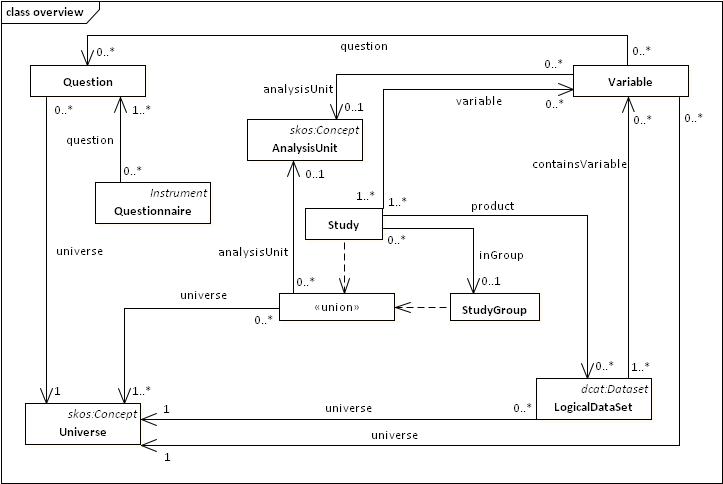 class overview
question
0..*
0..*
Question
Variable
0..*
analysisUnit
0..1
variable
0..*
0..*
1..*
0..*
0..*
question
skos:Concept
AnalysisUnit
containsVariable
0..*
0..1
Instrument
Questionnaire
1..*
1..*
product
Study
0..*
universe
analysisUnit
inGroup
0..*
0..1
universe
0..*
«union»
StudyGroup
0..*
1..*
1
1..*
dcat:Dataset
LogicalDataSet
skos:Concept
Universe
1
universe
0..*
universe
1